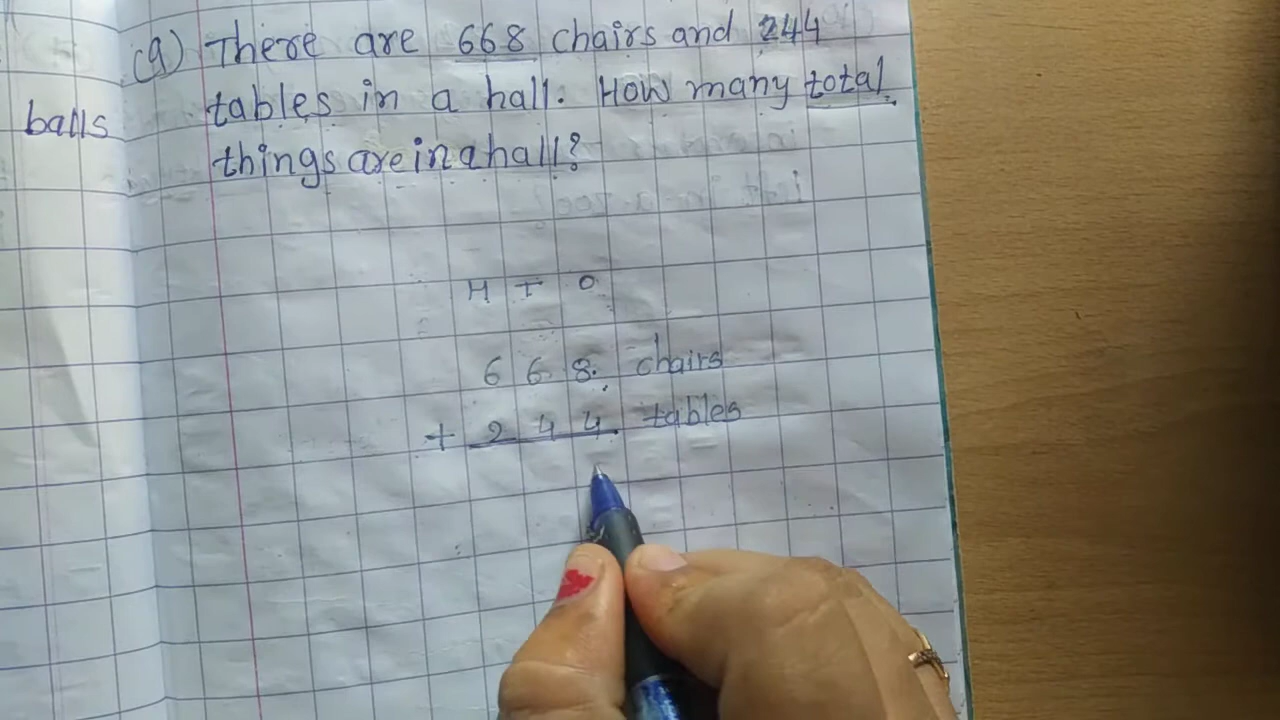 (9) There are 668 chairs and 244
tables in a hall. How many total
things are in a hall?
balls
H T O
6 6 8 chairs
+ 2 4 4 tables